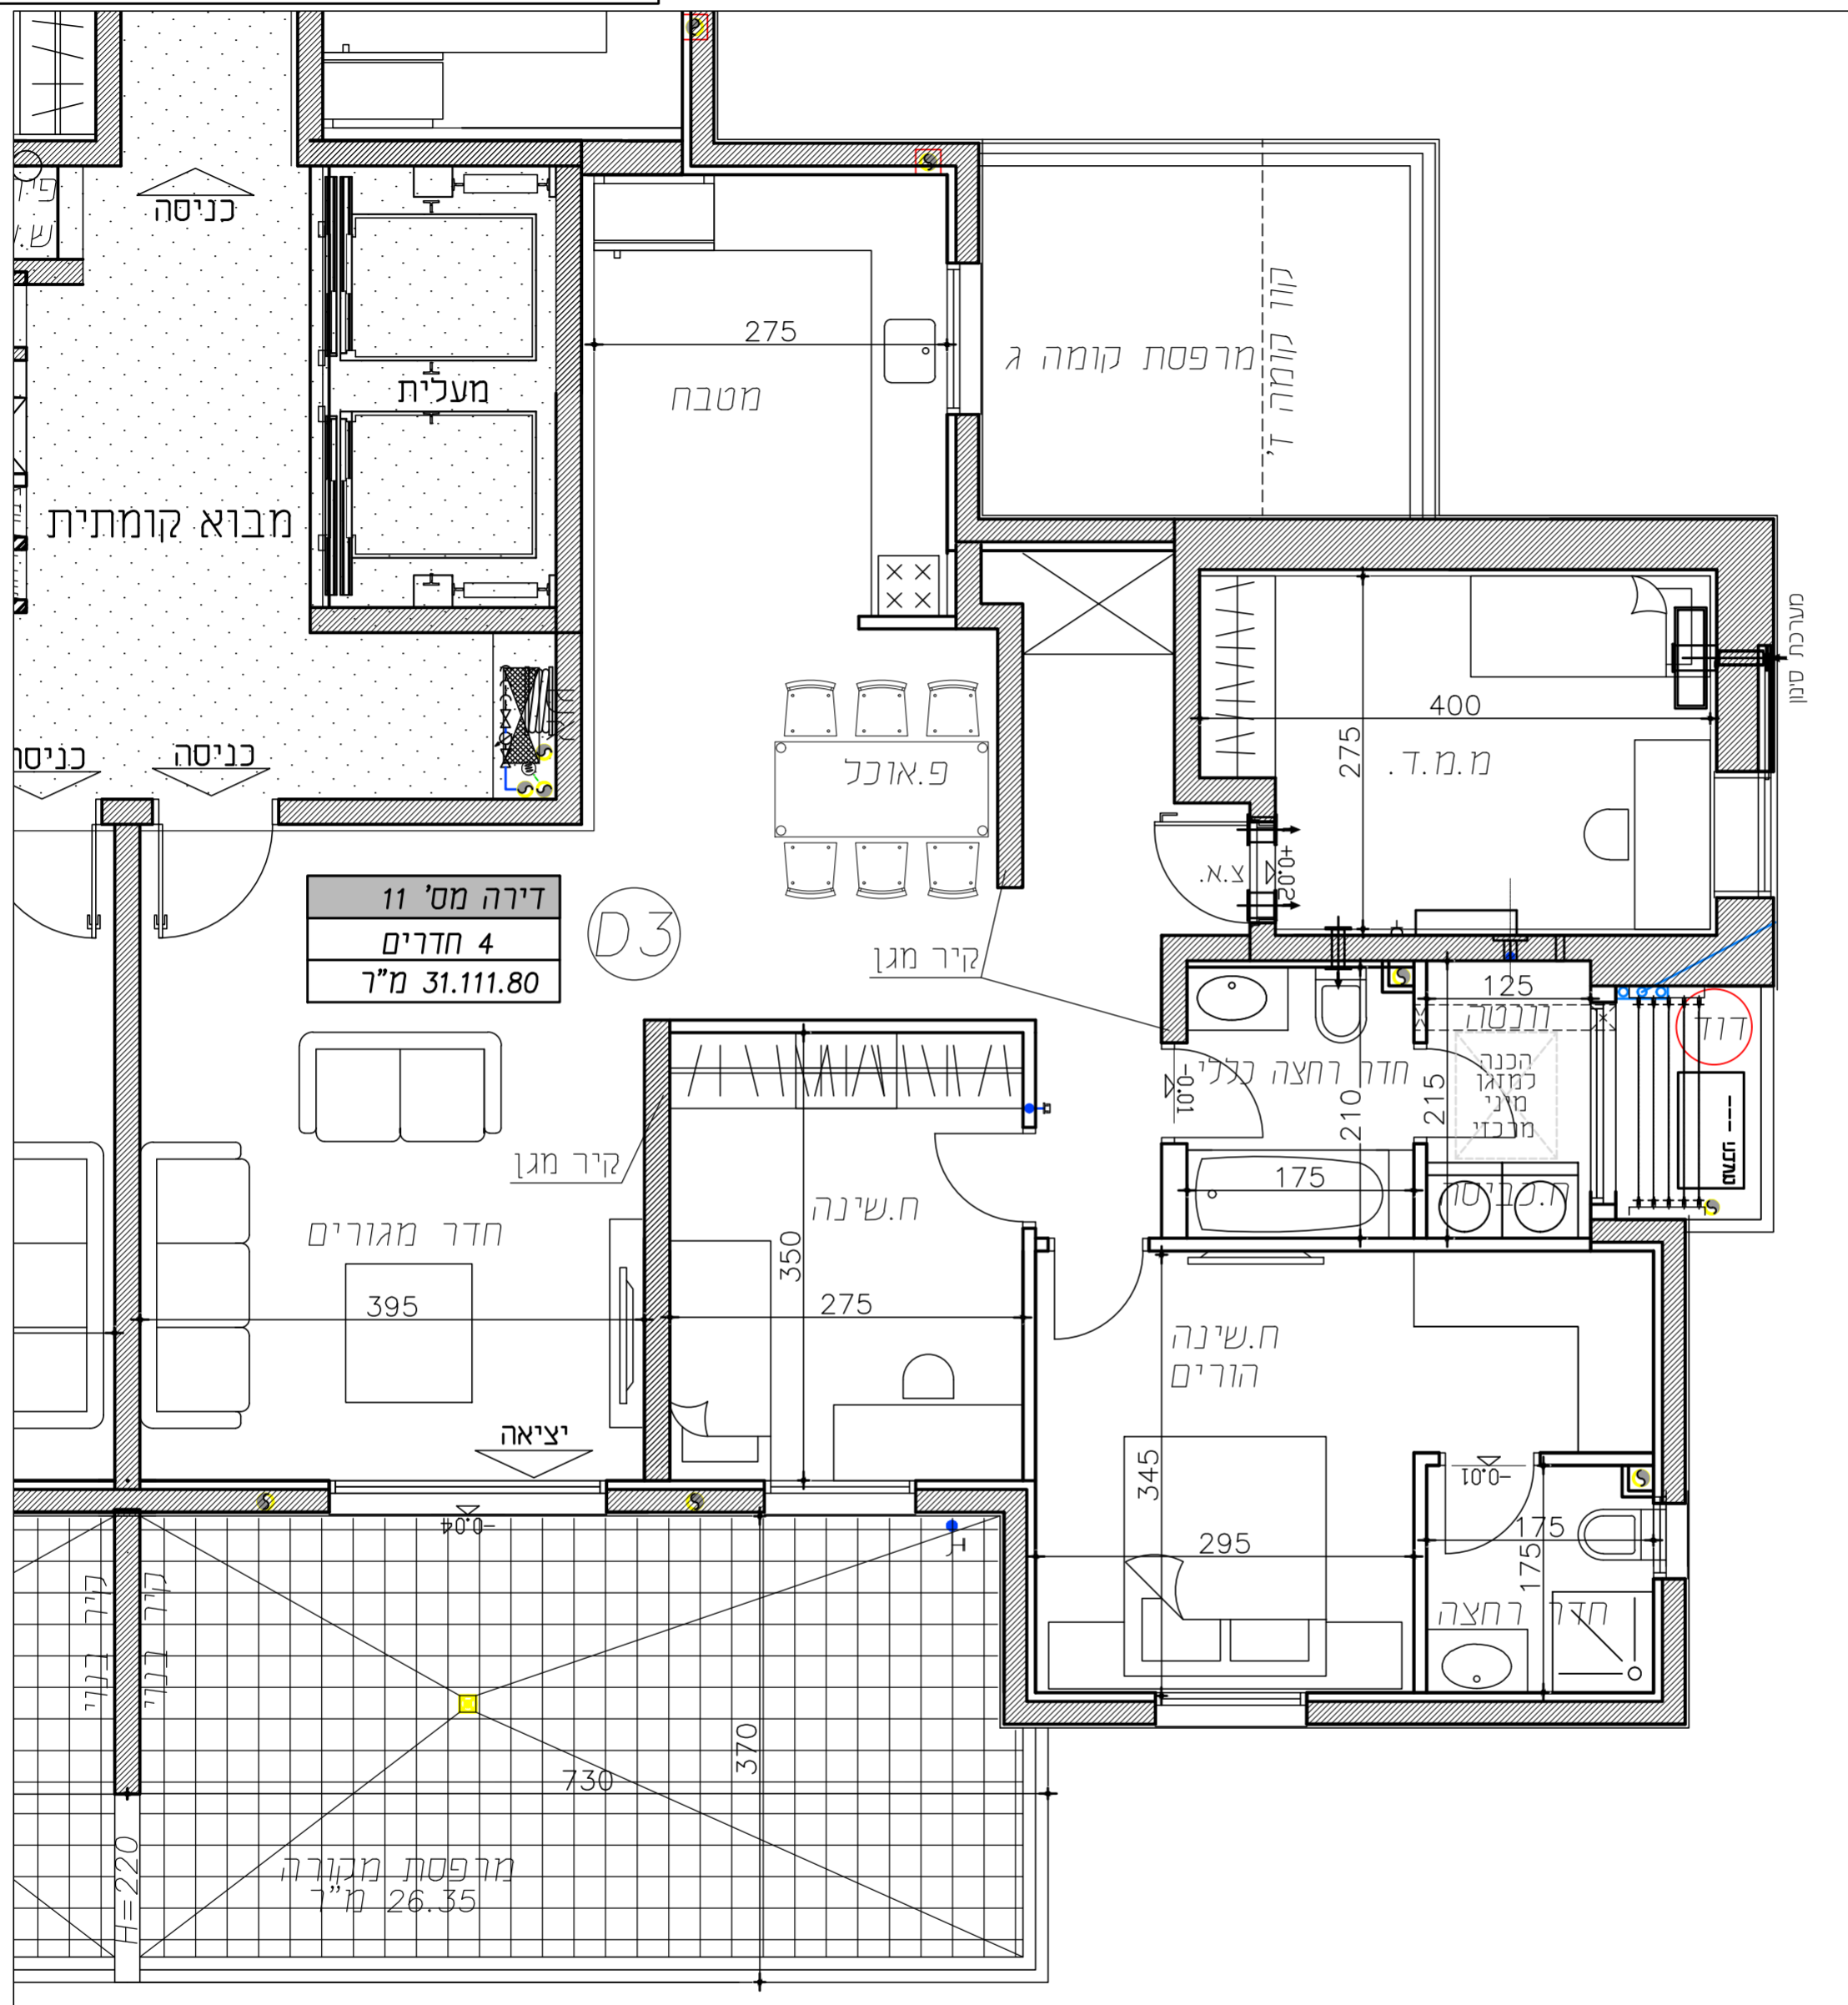 כניסה
פיר
מעלית
מבוא קומתית
כניסה
כניסה
275
מטבח
מרפסת קומה ג
קור קומה ד'
מערכת סינון
400
275
מ.מ.ד.
פ.אוכל
צ.א.
+0.02
דירה מס' 11
4 חדרים
31.111.80 מ"ר
D3
קיר מגן
125
וונטה
דוד
הכנה
למזגן
מיני
מרכזי
חדר רחצה כללי
-0.01
210
215
175
ח.כביסה
מעבה
קיר מגן
חדר מגורים
395
ח.שינה
350
275
יציאה
ח.שינה
הורים
345
295
-0.01
175
175
חדר רחצה
-0.04
קיר בנוי
קיר בנוי
370
730
H=220
מרפסת מקורה
26.35 מ"ר